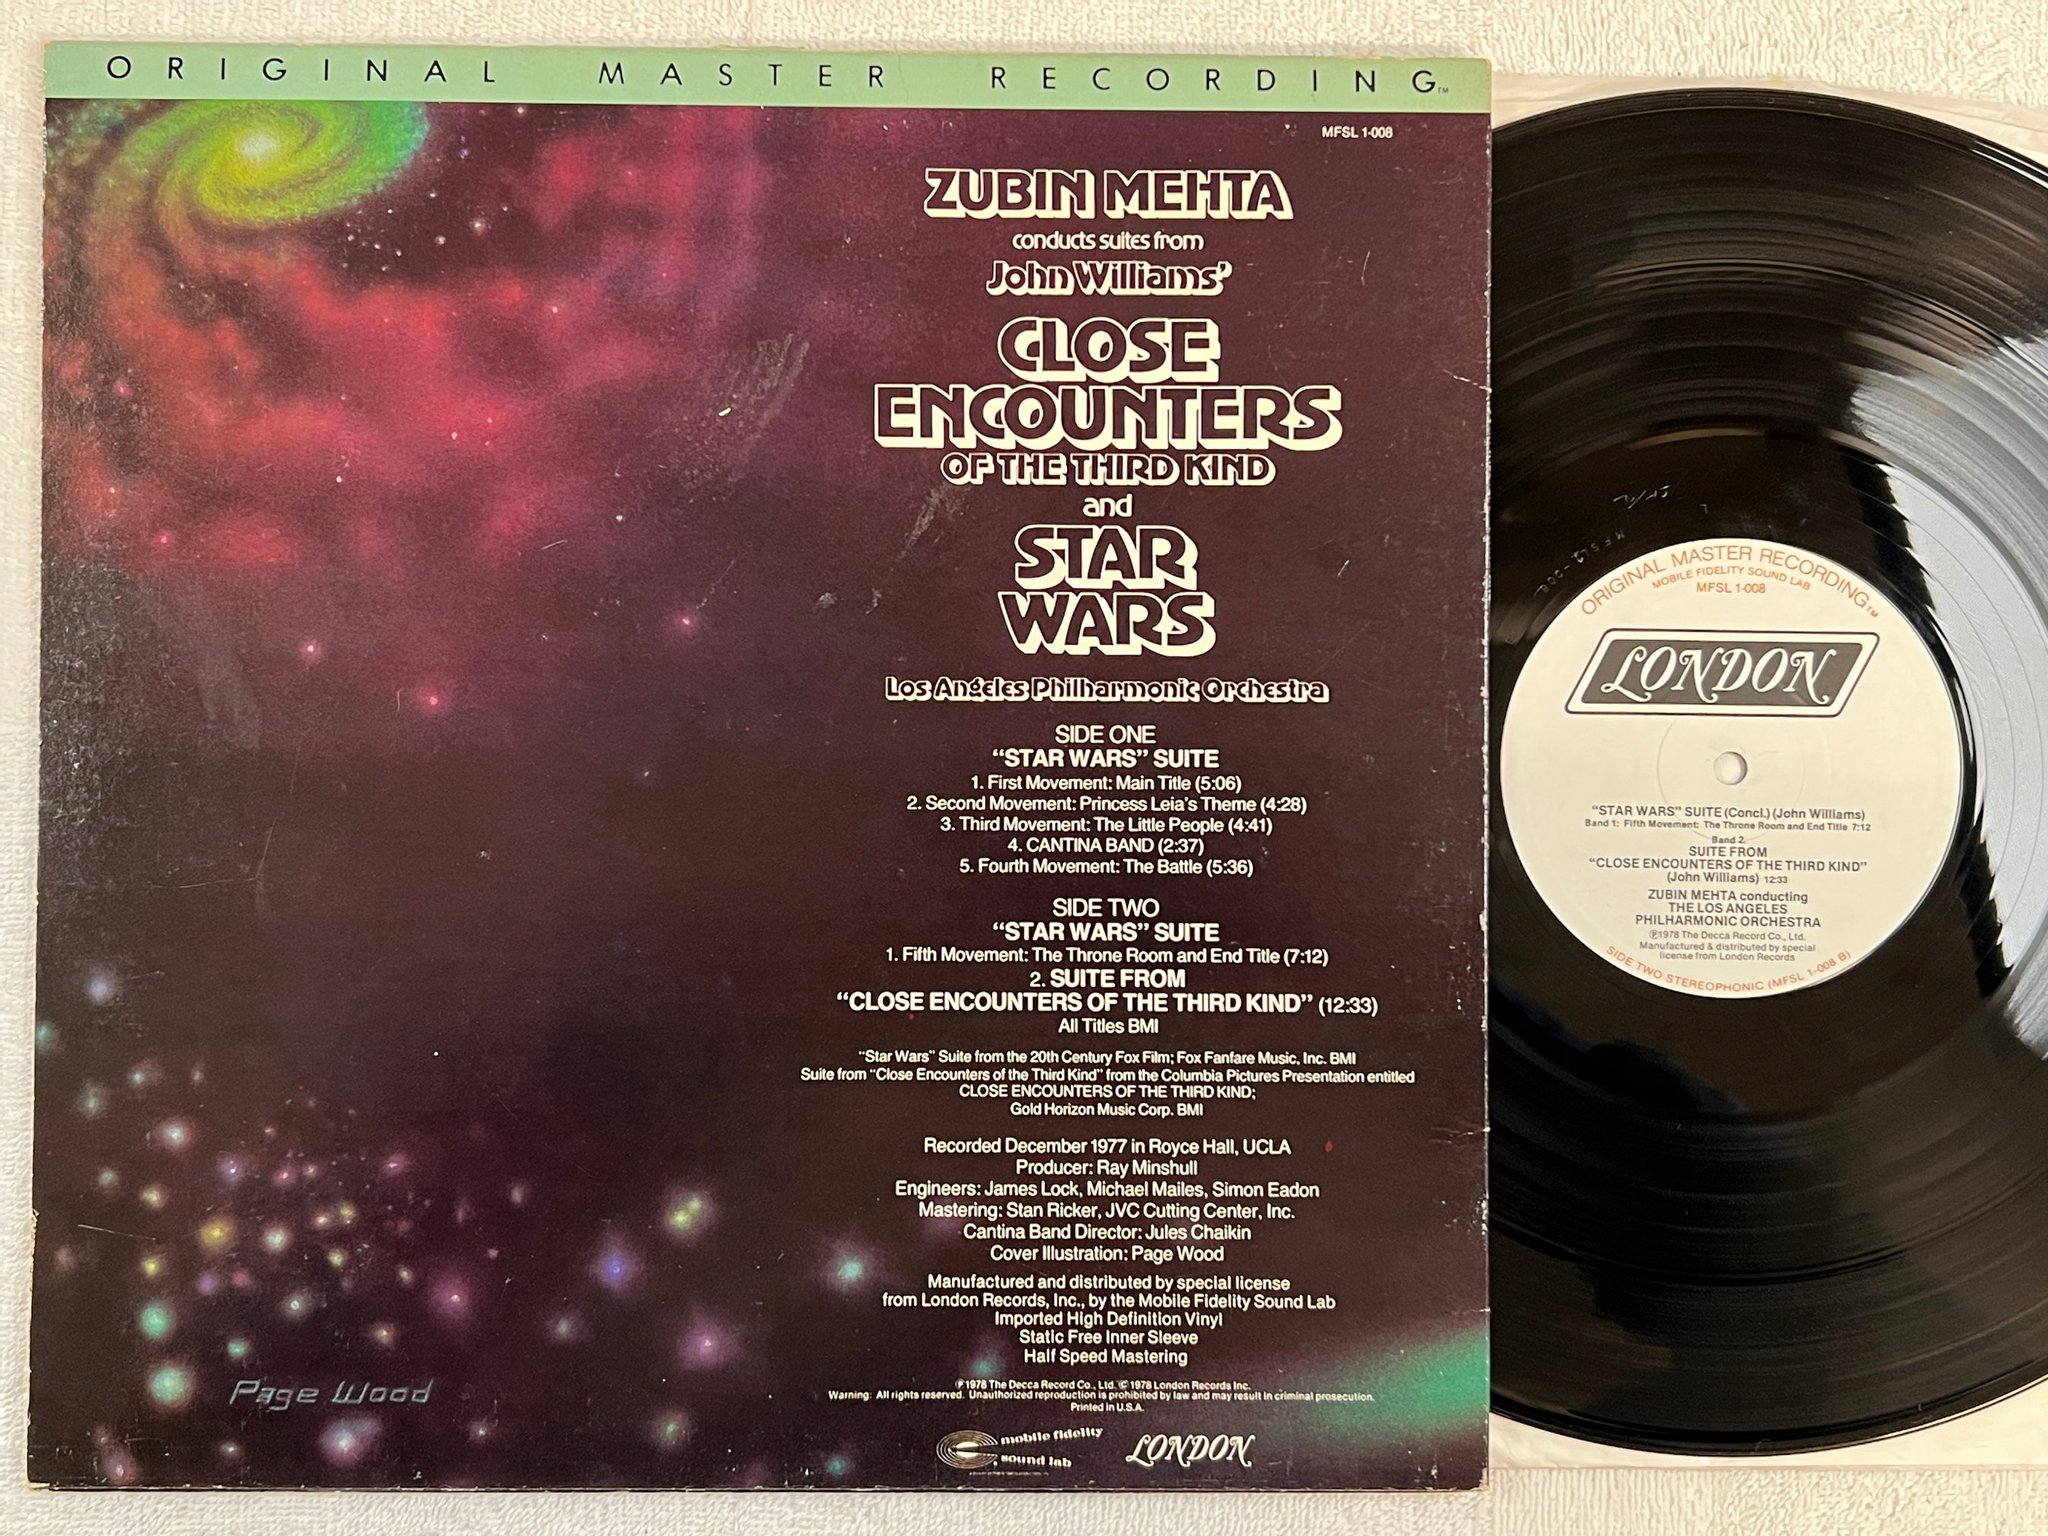 ORIGINAL MASTER RECORDING™
MFSL 1-008
ZUBIN MEHTA
conducts suites from
John Williams'
CLOSE
ENCOUNTERS
OF THE THIRD KIND
and
STAR
WARS
Los Angeles Philharmonic Orchestra
SIDE ONE
“STAR WARS” SUITE
1. First Movement: Main Title (5:06)
2. Second Movement: Princess Leia's Theme (4:28)
3. Third Movement: The Little People (4:41)
4. CANTINA BAND (2:37)
5. Fourth Movement: The Battle (5:36)
SIDE TWO
“STAR WARS” SUITE
1. Fifth Movement: The Throne Room and End Title (7:12)
2. SUITE FROM
“CLOSE ENCOUNTERS OF THE THIRD KIND” (12:33)
All Titles BMI
“Star Wars” Suite from the 20th Century Fox Film; Fox Fanfare Music, Inc. BMI
Suite from “Close Encounters of the Third Kind” from the Columbia Pictures Presentation entitled
CLOSE ENCOUNTERS OF THE THIRD KIND;
Gold Horizon Music Corp. BMI
Recorded December 1977 in Royce Hall, UCLA
Producer: Ray Minshull
Engineers: James Lock, Michael Mailes, Simon Eadon
Mastering: Stan Ricker, JVC Cutting Center, Inc.
Cantina Band Director: Jules Chaikin
Cover Illustration: Page Wood
Manufactured and distributed by special license
from London Records, Inc., by the Mobile Fidelity Sound Lab
Imported High Definition Vinyl
Static Free Inner Sleeve
Half Speed Mastering
℗1978 The Decca Record Co., Ltd. © 1978 London Records Inc.
Warning: All rights reserved. Unauthorized reproduction is prohibited by law and may result in criminal prosecution.
Printed in U.S.A.
mobile fidelity
sound lab
LONDON
Page Wood
ORIGINAL MASTER RECORDING™
MOBILE FIDELITY SOUND LAB
MFSL 1-008
LONDON
“STAR WARS” SUITE (Concl.) (John Williams)
Band 1: Fifth Movement: The Throne Room and End Title 7:12
Band 2.
SUITE FROM
“CLOSE ENCOUNTERS OF THE THIRD KIND”
(John Williams) 12:33
ZUBIN MEHTA conducting
THE LOS ANGELES
PHILHARMONIC ORCHESTRA
℗1978 The Decca Record Co., Ltd.
Manufactured & distributed by special
license from London Records
SIDE TWO STEREOPHONIC (MFSL 1-008 B)